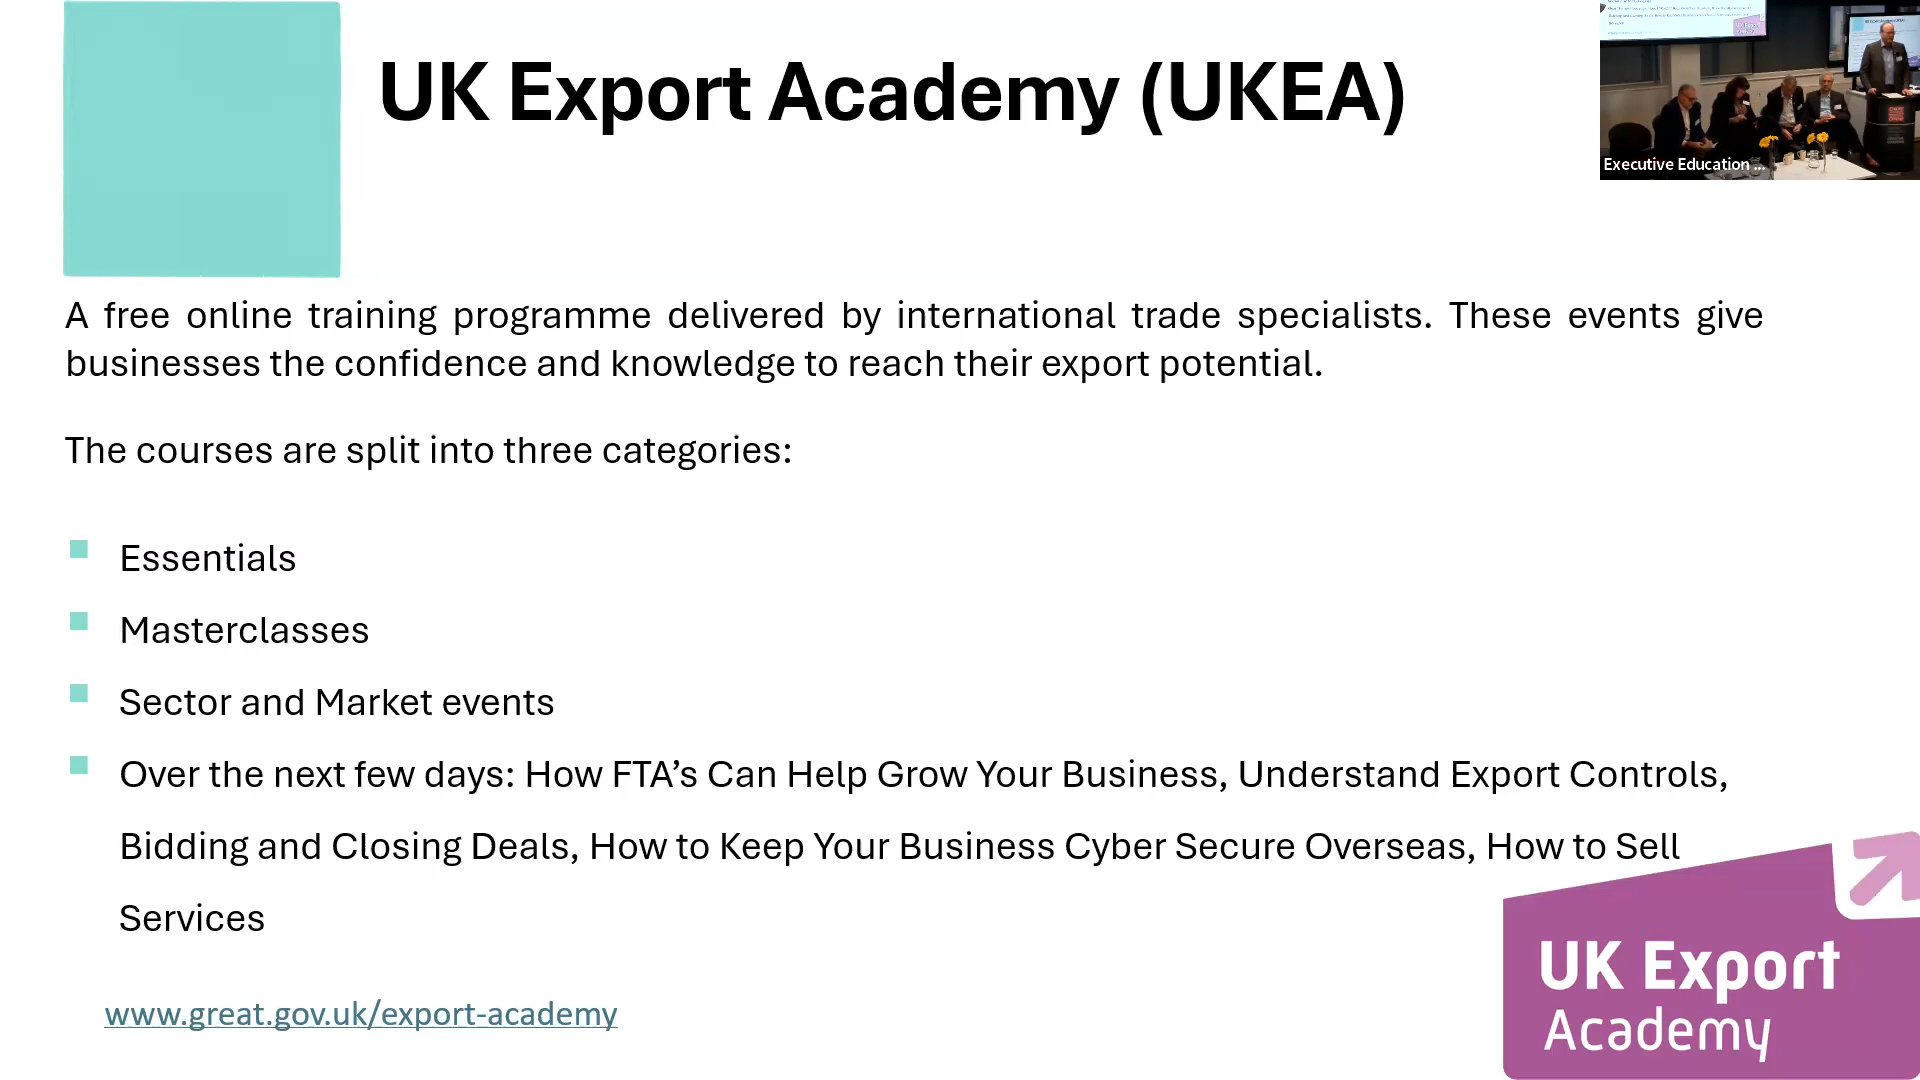 UK Export Academy (UKEA)
Executive Education ...
A free online training programme delivered by international trade specialists. These events give
businesses the confidence and knowledge to reach their export potential.
The courses are split into three categories:
Essentials
Masterclasses
Sector and Market events
Over the next few days: How FTA’s Can Help Grow Your Business, Understand Export Controls,
Bidding and Closing Deals, How to Keep Your Business Cyber Secure Overseas, How to Sell
Services
www.great.gov.uk/export-academy
UK Export
Academy